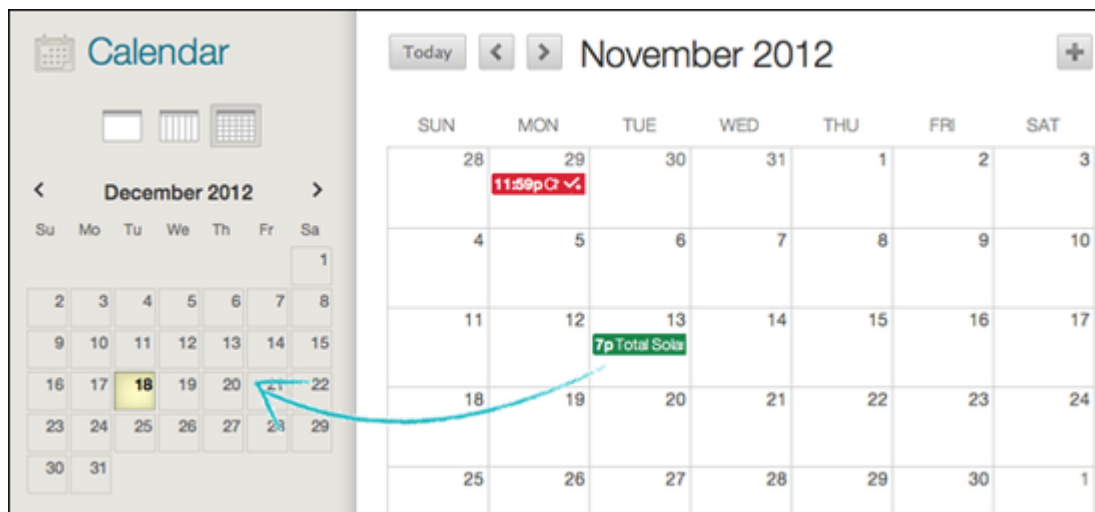 Calendar
December 2012
Su Mo Tu We Th Fr Sa
1
2 3 4 5 6 7 8
9 10 11 12 13 14 15
16 17 18 19 20 21 22
23 24 25 26 27 28 29
30 31
Today
November 2012
SUN MON TUE WED THU FRI SAT
28 29 30 31 1 2 3
11:59p
4 5 6 7 8 9 10
11 12 13 14 15 16 17
7p Total Sola
18 19 20 21 22 23 24
25 26 27 28 29 30 1